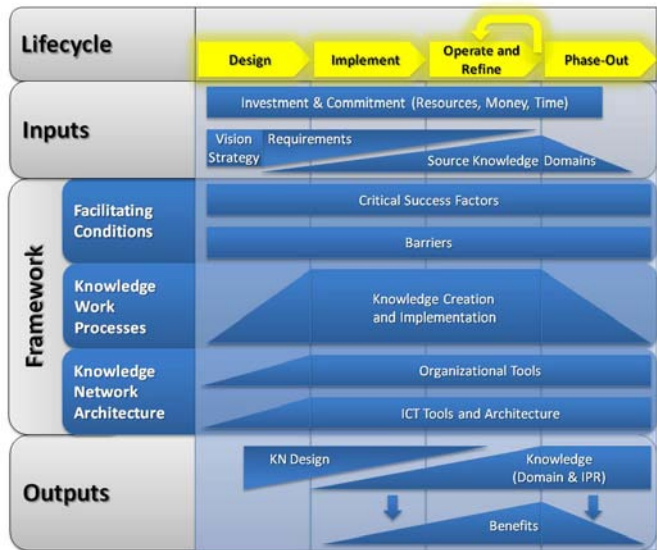 Lifecycle
Design
Implement
Operate and
Refine
Phase-Out
Inputs
Investment & Commitment (Resources, Money, Time)
Vision
Strategy
Requirements
Source Knowledge Domains
Framework
Facilitating
Conditions
Critical Success Factors
Barriers
Knowledge
Work
Processes
Knowledge Creation
and Implementation
Knowledge
Network
Architecture
Organizational Tools
ICT Tools and Architecture
Outputs
KN Design
Knowledge
(Domain & IPR)
Benefits